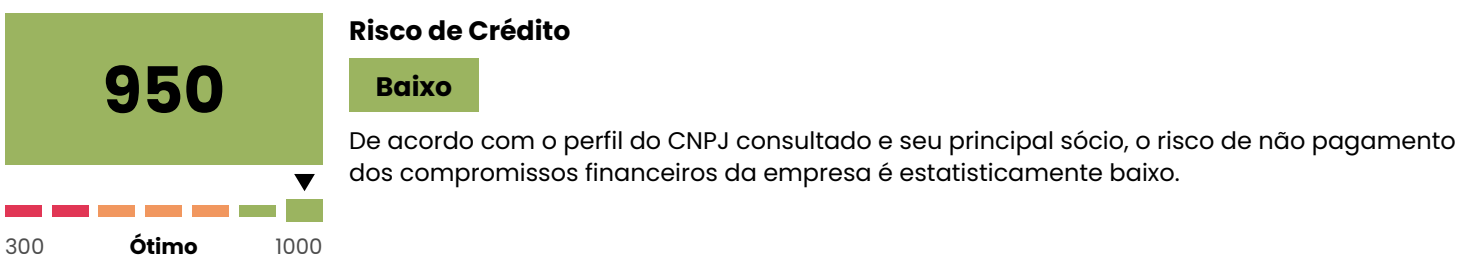 950
300
Ótimo
1000
Risco de Crédito
Baixo
De acordo com o perfil do CNPJ consultado e seu principal sócio, o risco de não pagamento
dos compromissos financeiros da empresa é estatisticamente baixo.